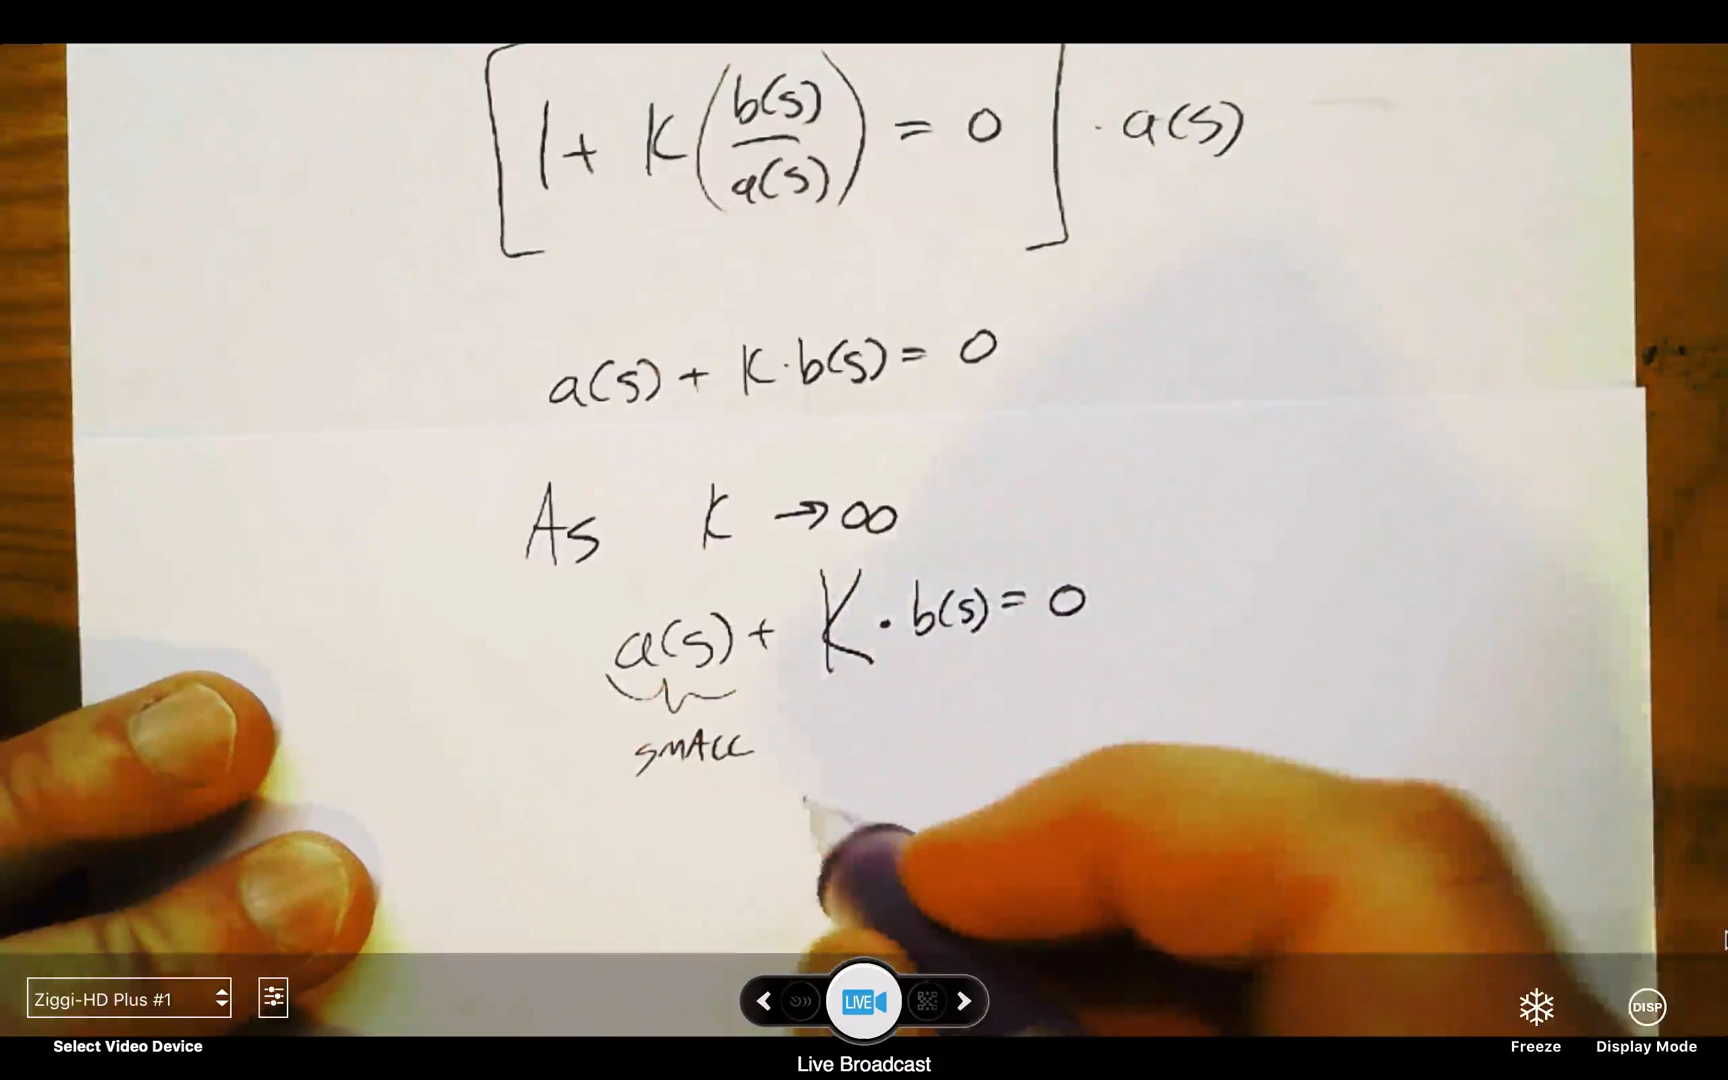 [1 + K(b(s)/a(s)) = 0] · a(s)
a(s) + K·b(s) = 0
As K → ∞
a(s) + K · b(s) = 0
SMALL
Ziggi-HD Plus #1
Select Video Device
LIVE
Live Broadcast
Freeze
DISP
Display Mode